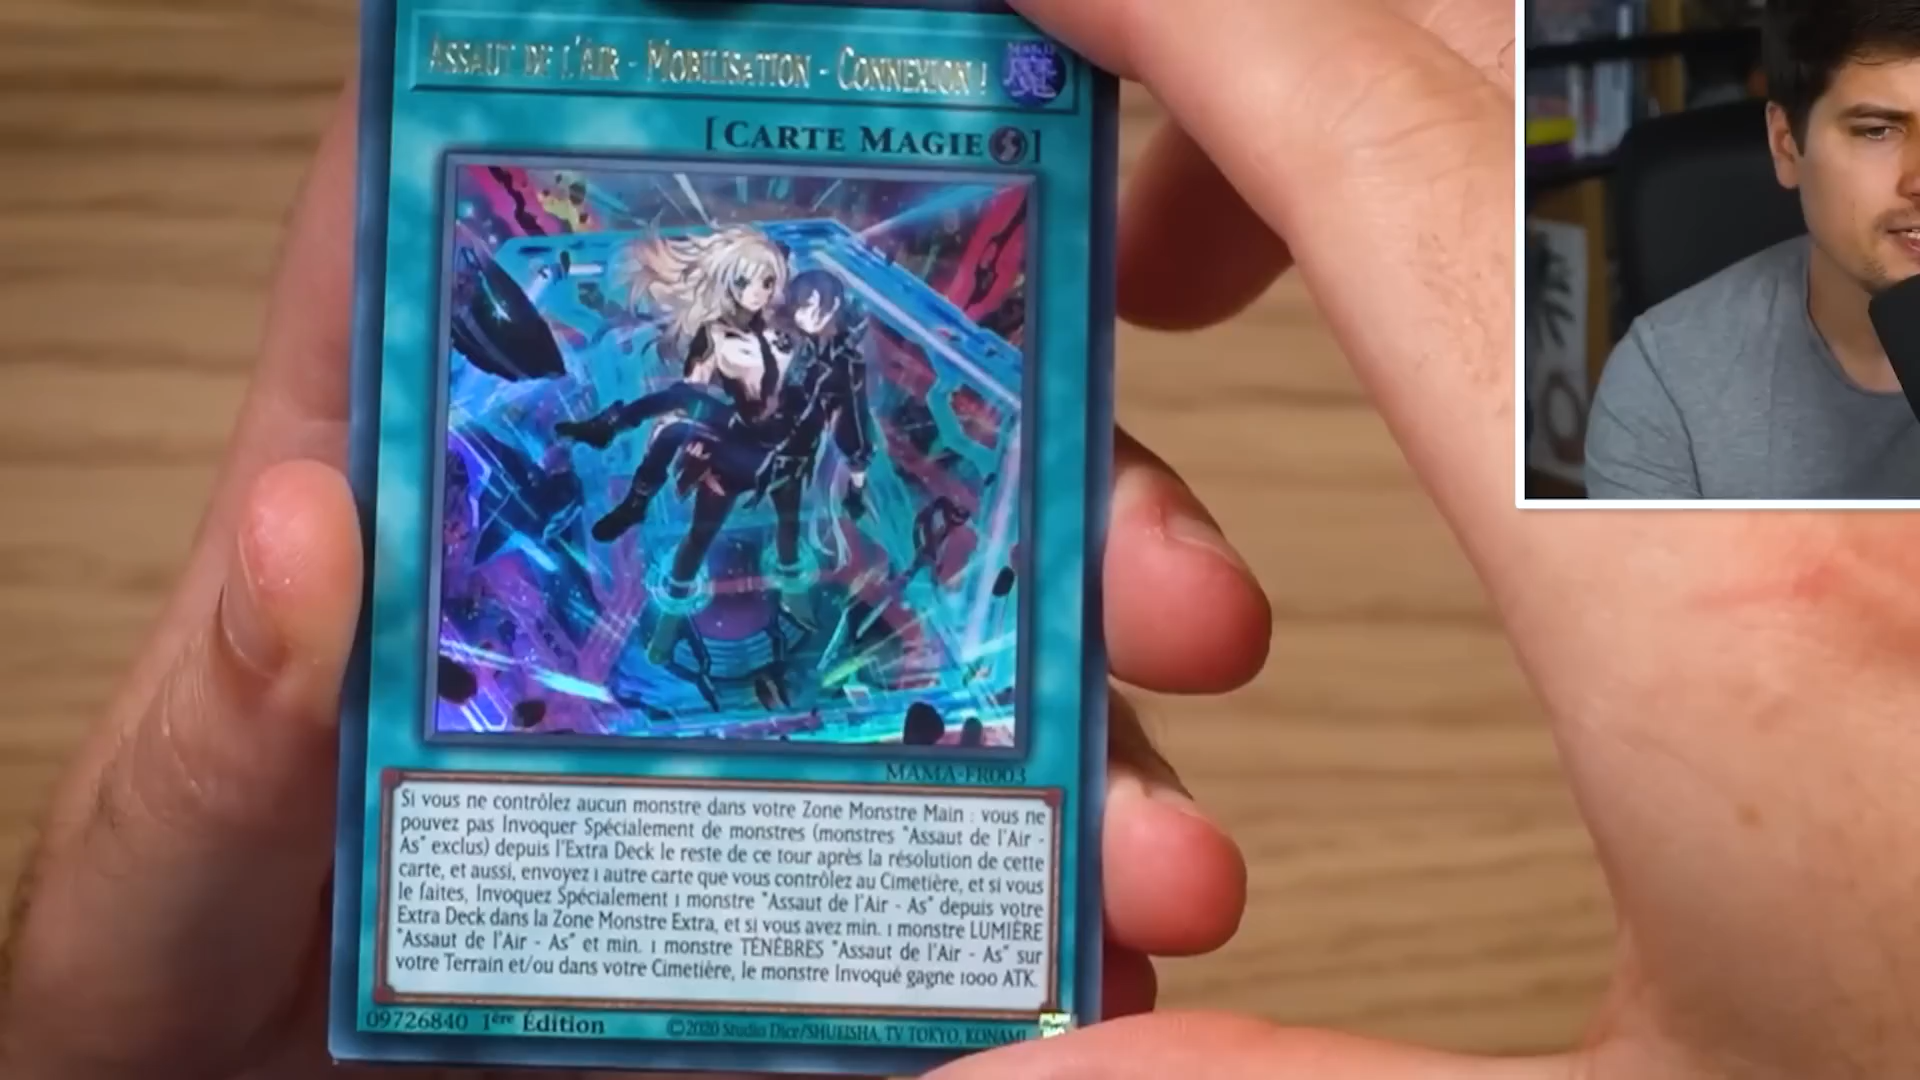 ASSAUT DE L'AIR - MOBILISATION - CONNEXION !
[CARTE MAGIE]
MAMA-FR003
Si vous ne contrôlez aucun monstre dans votre Zone Monstre Main : vous ne
pouvez pas Invoquer Spécialement de monstres (monstres "Assaut de l'Air -
As" exclus) depuis l'Extra Deck le reste de ce tour après la résolution de cette
carte, et aussi, envoyez 1 autre carte que vous contrôlez au Cimetière, et si vous
le faites, Invoquez Spécialement 1 monstre "Assaut de l'Air - As" depuis votre
Extra Deck dans la Zone Monstre Extra, et si vous avez min. 1 monstre LUMIÈRE
"Assaut de l'Air - As" et min. 1 monstre TÉNÈBRES "Assaut de l'Air - As" sur
votre Terrain et/ou dans votre Cimetière, le monstre Invoqué gagne 1000 ATK.
09726840 1ère Édition ©2020 Studio Dice/SHUEISHA, TV TOKYO, KONAMI